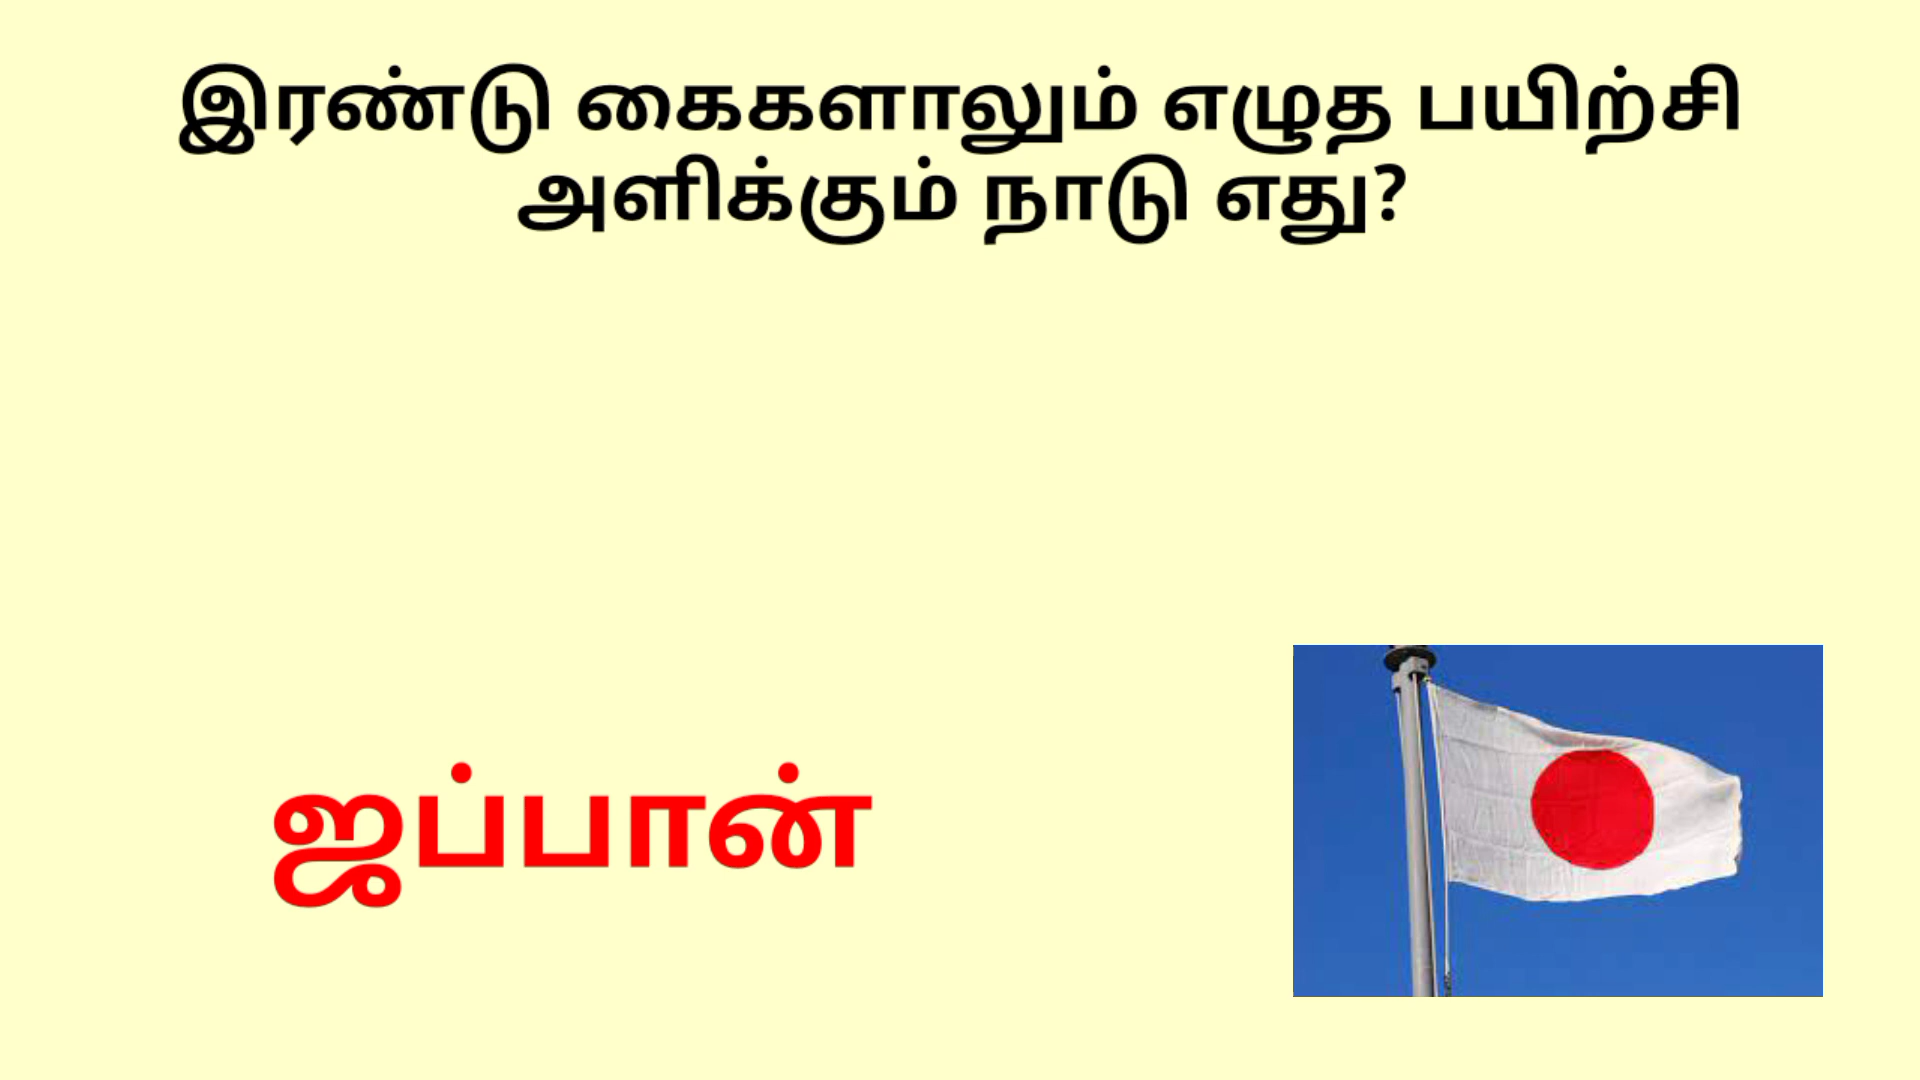 இரண்டு கைகளாலும் எழுத பயிற்சி
அளிக்கும் நாடு எது?
ஜப்பான்